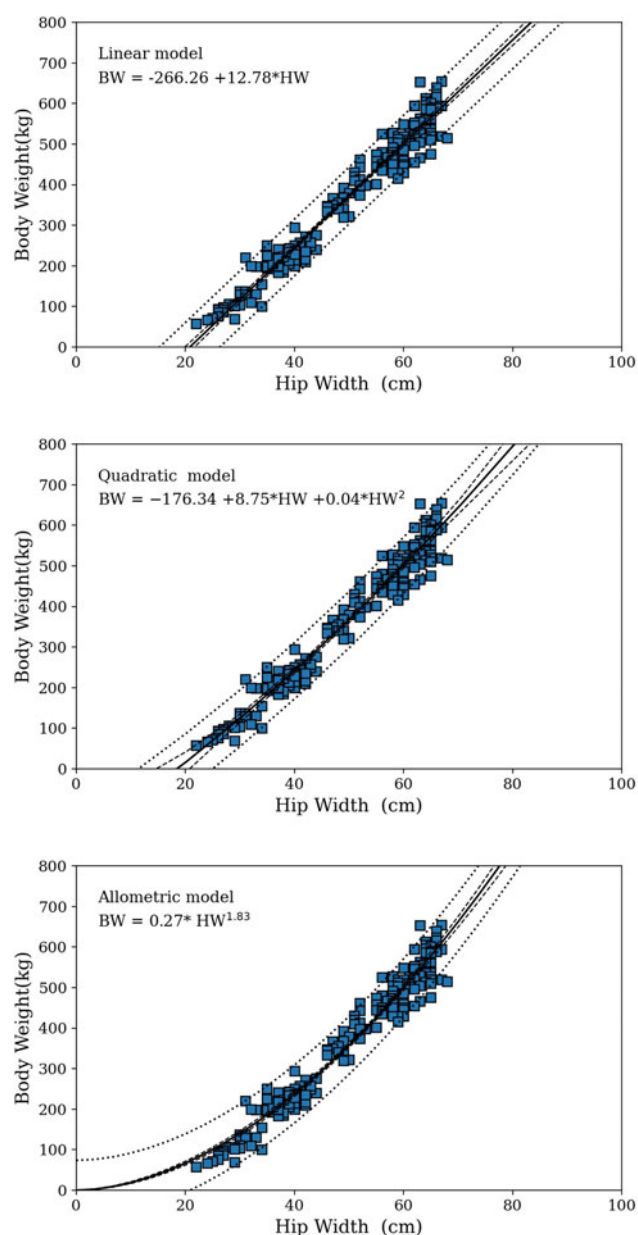 800
700
600
500
400
300
200
100
0
Body Weight(kg)
Linear model
BW = -266.26 +12.78*HW
0 20 40 60 80 100
Hip Width (cm)
800
700
600
500
400
300
200
100
0
Body Weight(kg)
Quadratic model
BW = −176.34 +8.75*HW +0.04*HW²
0 20 40 60 80 100
Hip Width (cm)
800
700
600
500
400
300
200
100
0
Body Weight(kg)
Allometric model
BW = 0.27* HW¹·⁸³
0 20 40 60 80 100
Hip Width (cm)